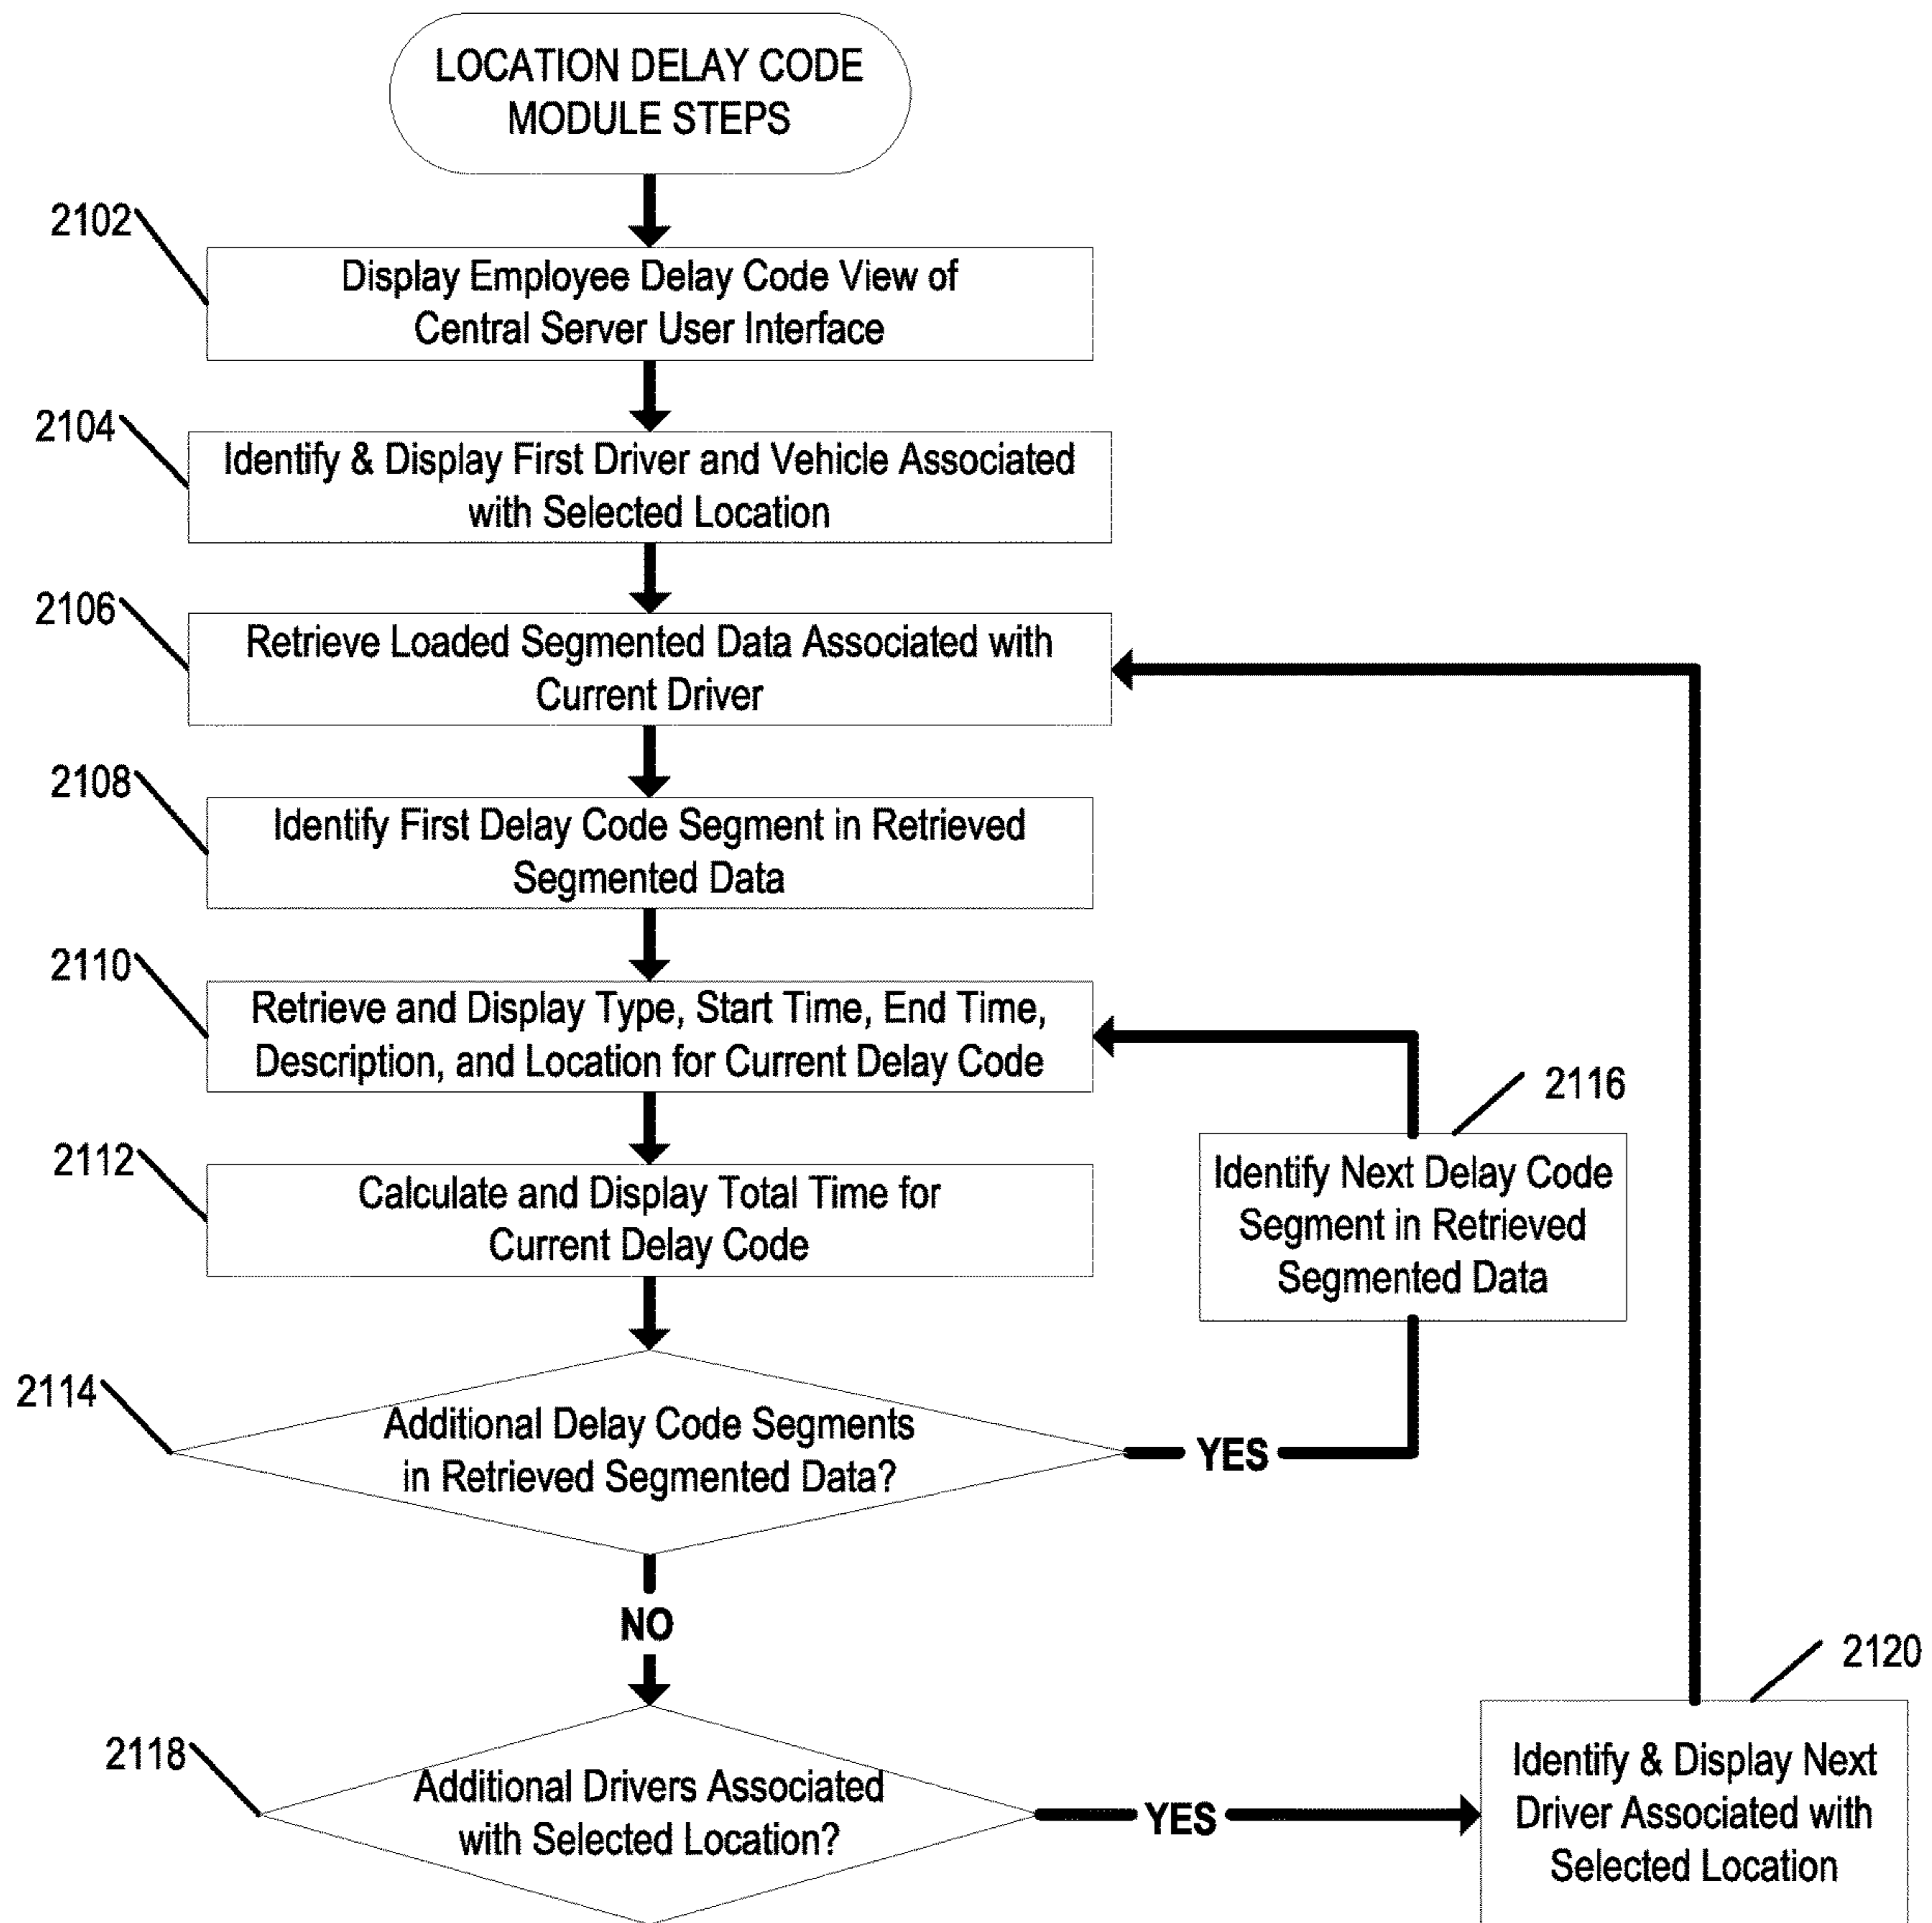 LOCATION DELAY CODE
MODULE STEPS
2102
Display Employee Delay Code View of
Central Server User Interface
2104
Identify & Display First Driver and Vehicle Associated
with Selected Location
2106
Retrieve Loaded Segmented Data Associated with
Current Driver
2108
Identify First Delay Code Segment in Retrieved
Segmented Data
2110
Retrieve and Display Type, Start Time, End Time,
Description, and Location for Current Delay Code
2112
Calculate and Display Total Time for
Current Delay Code
2116
Identify Next Delay Code
Segment in Retrieved
Segmented Data
2114
Additional Delay Code Segments
in Retrieved Segmented Data?
YES
NO
2118
Additional Drivers Associated
with Selected Location?
YES
2120
Identify & Display Next
Driver Associated with
Selected Location